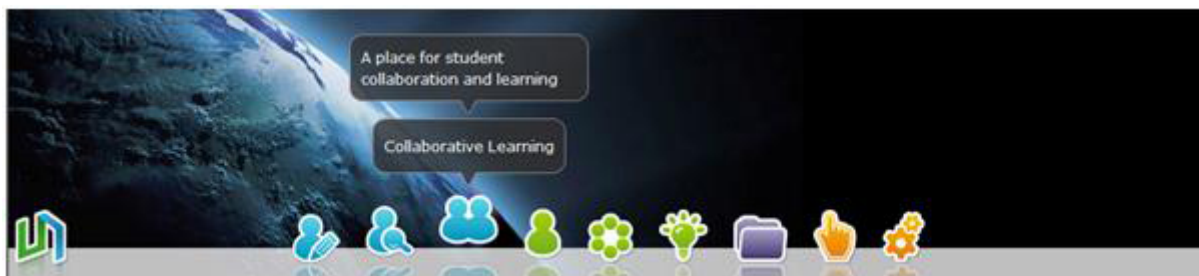 A place for student
collaboration and learning
Collaborative Learning